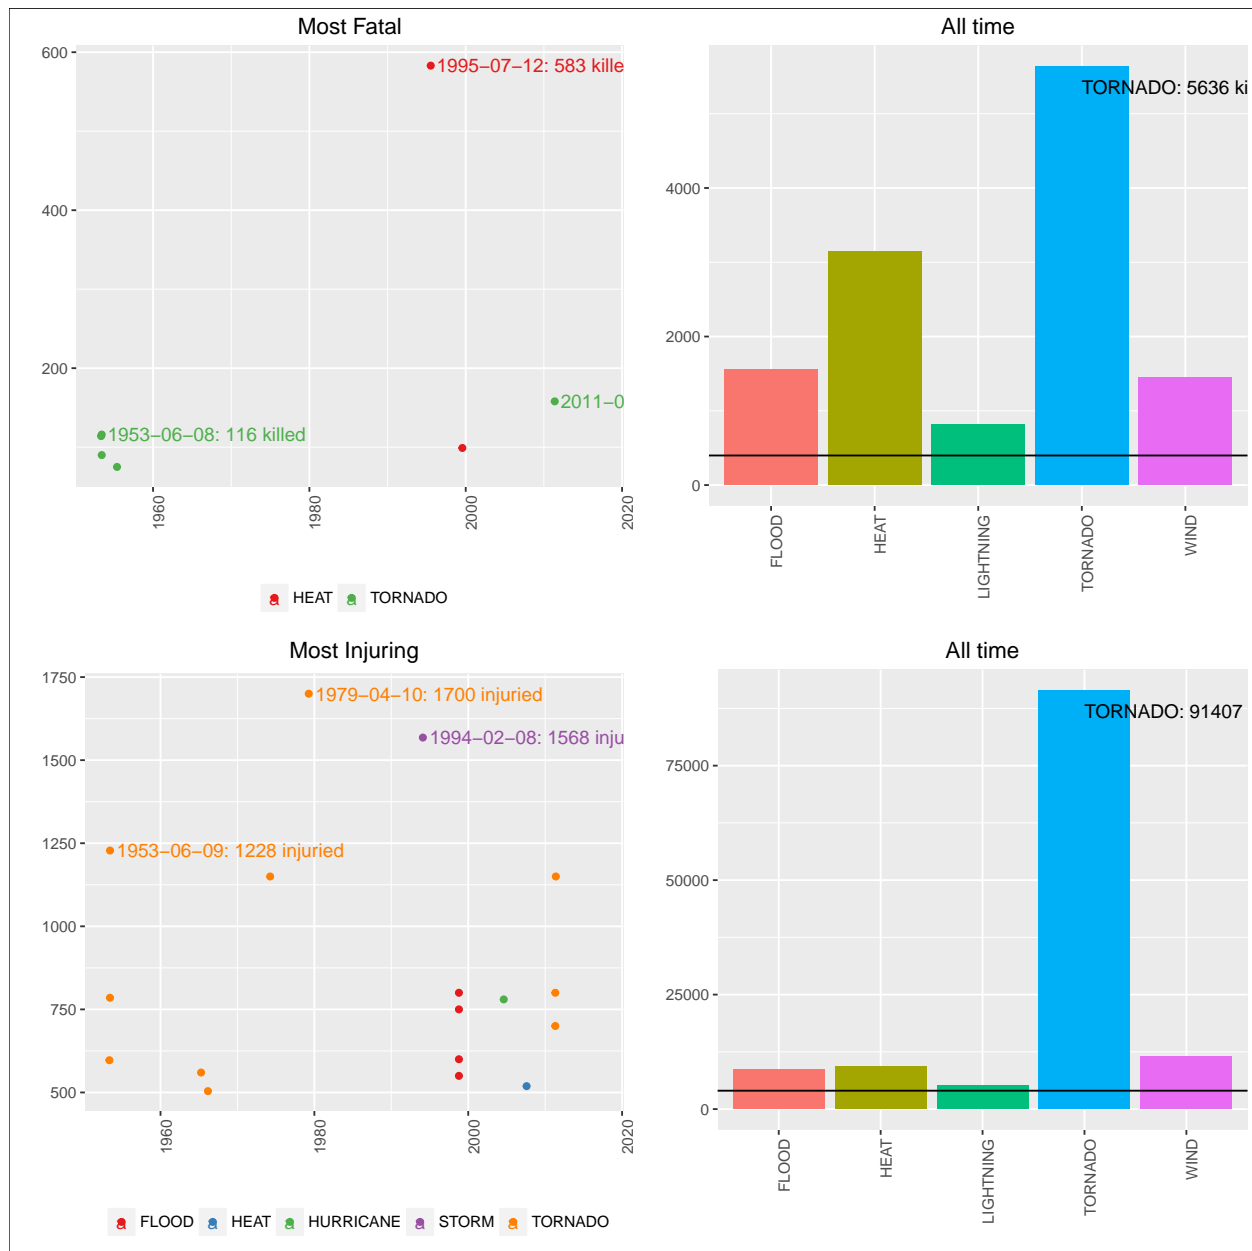 Most Fatal
600
400
200
1995−07−12: 583 kille
2011−0
1953−06−08: 116 killed
1960
1980
2000
2020
HEAT TORNADO
All time
TORNADO: 5636 ki
4000
2000
0
FLOOD
HEAT
LIGHTNING
TORNADO
WIND
Most Injuring
1750
1500
1250
1000
750
500
1979−04−10: 1700 injuried
1994−02−08: 1568 inju
1953−06−09: 1228 injuried
1960
1980
2000
2020
FLOOD HEAT HURRICANE STORM TORNADO
All time
TORNADO: 91407
75000
50000
25000
0
FLOOD
HEAT
LIGHTNING
TORNADO
WIND